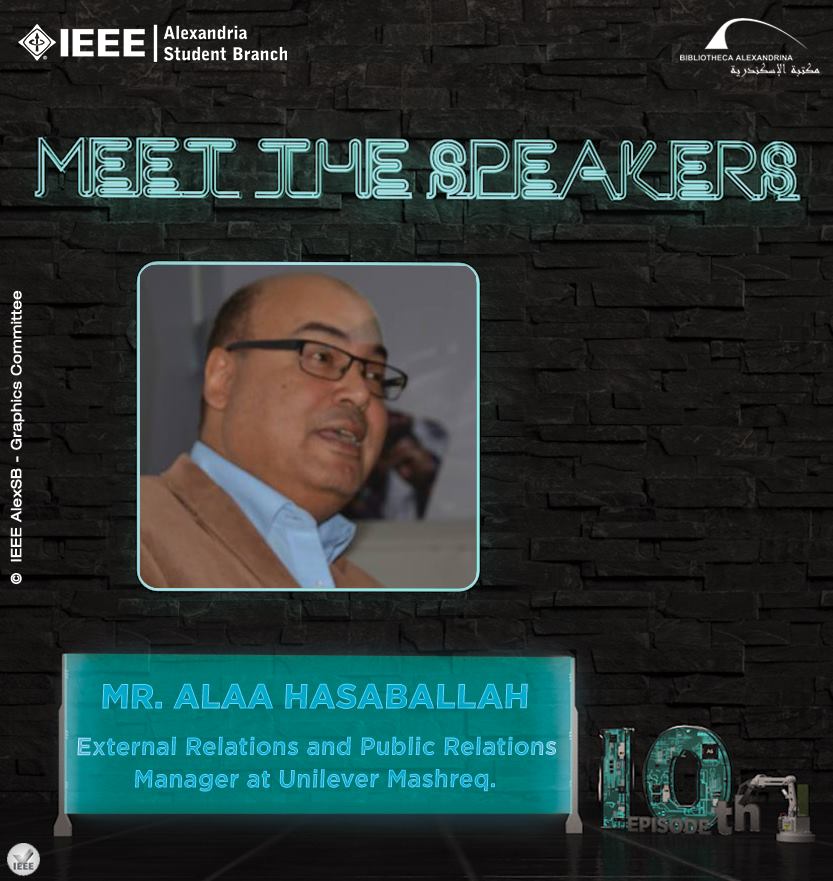 IEEE
Alexandria
Student Branch
BIBLIOTHECA ALEXANDRINA
مكتبة الإسكندرية
MEET THE SPEAKERS
© IEEE AlexSB - Graphics Committee
MR. ALAA HASABALLAH
External Relations and Public Relations
Manager at Unilever Mashreq.
10th
EPISODE
IEEE